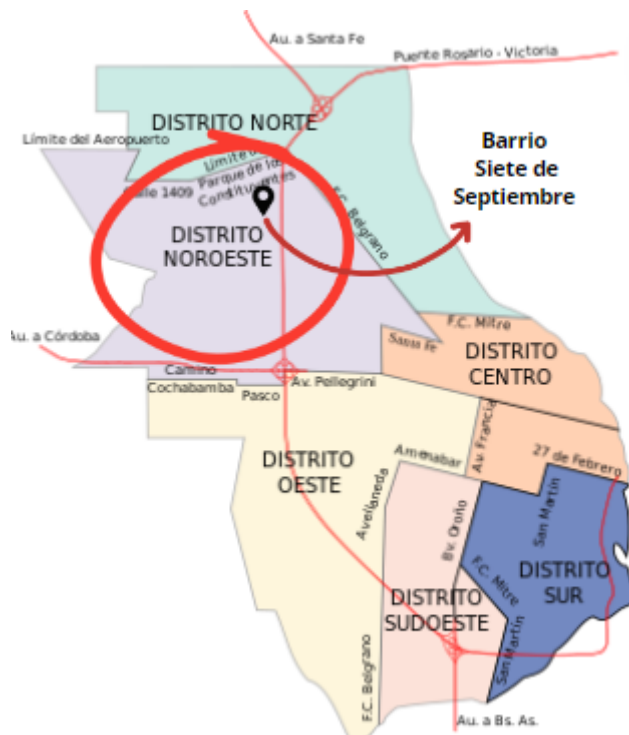 Au. a Santa Fe
Puente Rosario - Victoria
DISTRITO NORTE
Límite del Aeropuerto
Límite del
Parque de los
Constituyentes
Calle 1409
Barrio
Siete de
Septiembre
F.C. Belgrano
DISTRITO
NOROESTE
F.C. Mitre
Au. a Córdoba
Santa Fe
DISTRITO
CENTRO
Camino
Cochabamba
Pasco
Av. Pellegrini
Av. Francia
27 de Febrero
Amenabar
DISTRITO
OESTE
Avellaneda
Bv. Oroño
San Martín
F.C. Mitre
DISTRITO
SUR
DISTRITO
SUDOESTE
San Martín
F.C. Belgrano
Au. a Bs. As.